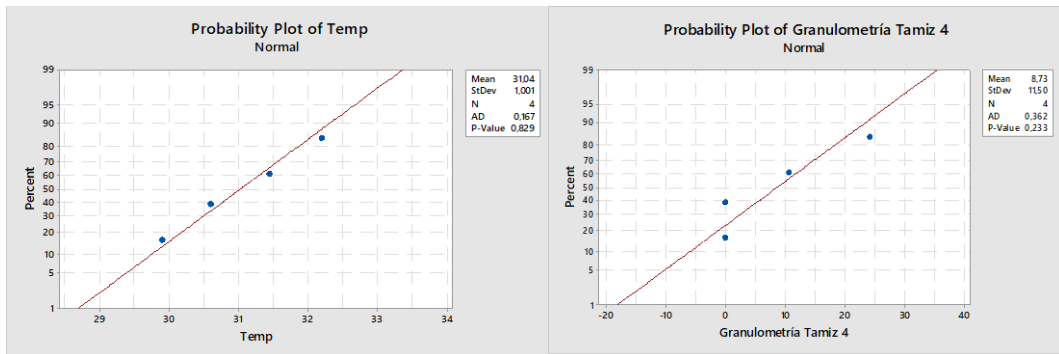 Probability Plot of Temp
Normal
99
95
90
80
70
60
50
40
30
20
10
5
1
Percent
29 30 31 32 33 34
Temp
Mean 31,04
StDev 1,001
N 4
AD 0,167
P-Value 0,829
Probability Plot of Granulometría Tamiz 4
Normal
99
95
90
80
70
60
50
40
30
20
10
5
1
Percent
-20 -10 0 10 20 30 40
Granulometría Tamiz 4
Mean 8,73
StDev 11,50
N 4
AD 0,362
P-Value 0,233